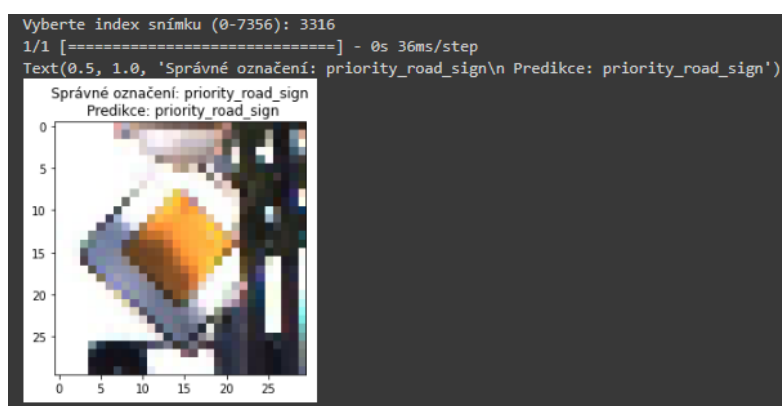 Vyberte index snímku (0-7356): 3316
1/1 [==============================] - 0s 36ms/step
Text(0.5, 1.0, 'Správné označení: priority_road_sign\n Predikce: priority_road_sign')
Správné označení: priority_road_sign
Predikce: priority_road_sign
0
5
10
15
20
25
0 5 10 15 20 25